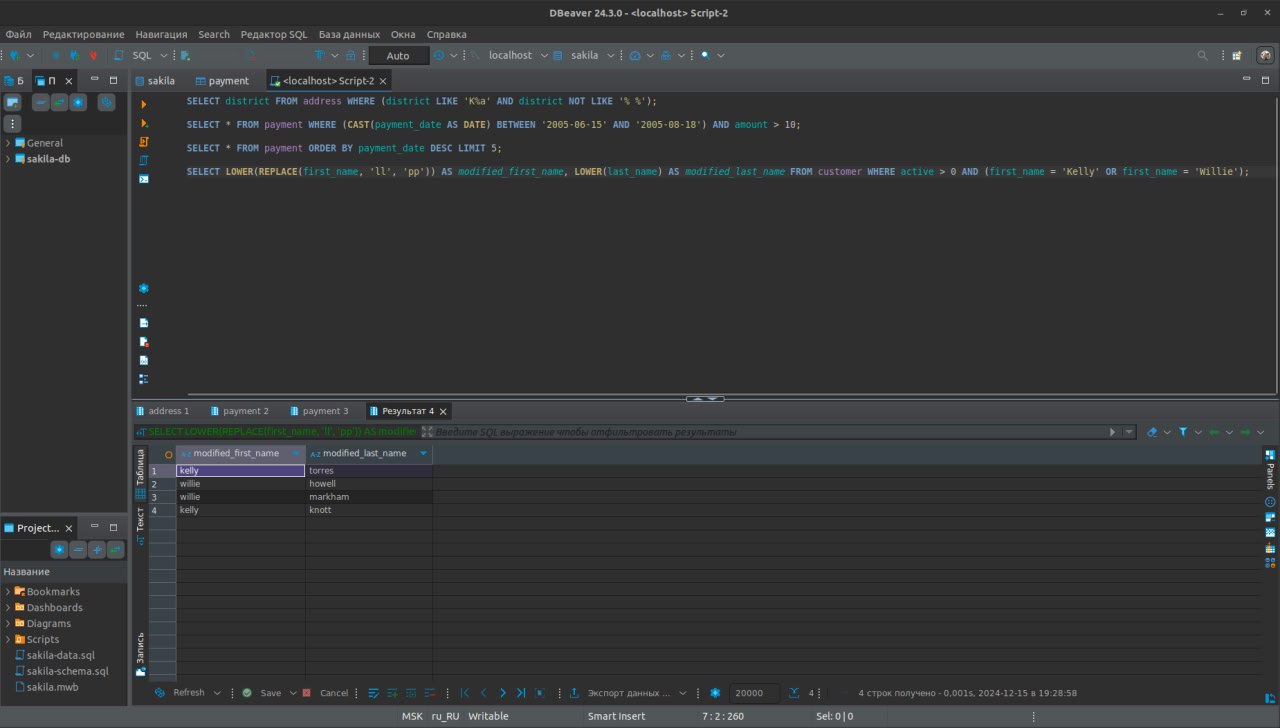 DBeaver 24.3.0 - <localhost> Script-2
Файл Редактирование Навигация Search Редактор SQL База данных Окна Справка
SQL Auto localhost sakila
Б П sakila payment <localhost> Script-2
General
sakila-db
SELECT district FROM address WHERE (district LIKE 'K%a' AND district NOT LIKE '% %');
SELECT * FROM payment WHERE (CAST(payment_date AS DATE) BETWEEN '2005-06-15' AND '2005-08-18') AND amount > 10;
SELECT * FROM payment ORDER BY payment_date DESC LIMIT 5;
SELECT LOWER(REPLACE(first_name, 'll', 'pp')) AS modified_first_name, LOWER(last_name) AS modified_last_name FROM customer WHERE active > 0 AND (first_name = 'Kelly' OR first_name = 'Willie');
address 1 payment 2 payment 3 Результат 4
SELECT LOWER(REPLACE(first_name, 'll', 'pp')) AS modifie Введите SQL выражение чтобы отфильтровать результаты
Таблица
Текст
Запись
Panels
modified_first_name modified_last_name
1 kelly torres
2 willie howell
3 willie markham
4 kelly knott
Project...
Название
Bookmarks
Dashboards
Diagrams
Scripts
sakila-data.sql
sakila-schema.sql
sakila.mwb
Refresh Save Cancel Экспорт данных ... 20000 4 4 строк получено - 0,001s, 2024-12-15 в 19:28:58
MSK ru_RU Writable Smart Insert 7 : 2 : 260 Sel: 0 | 0